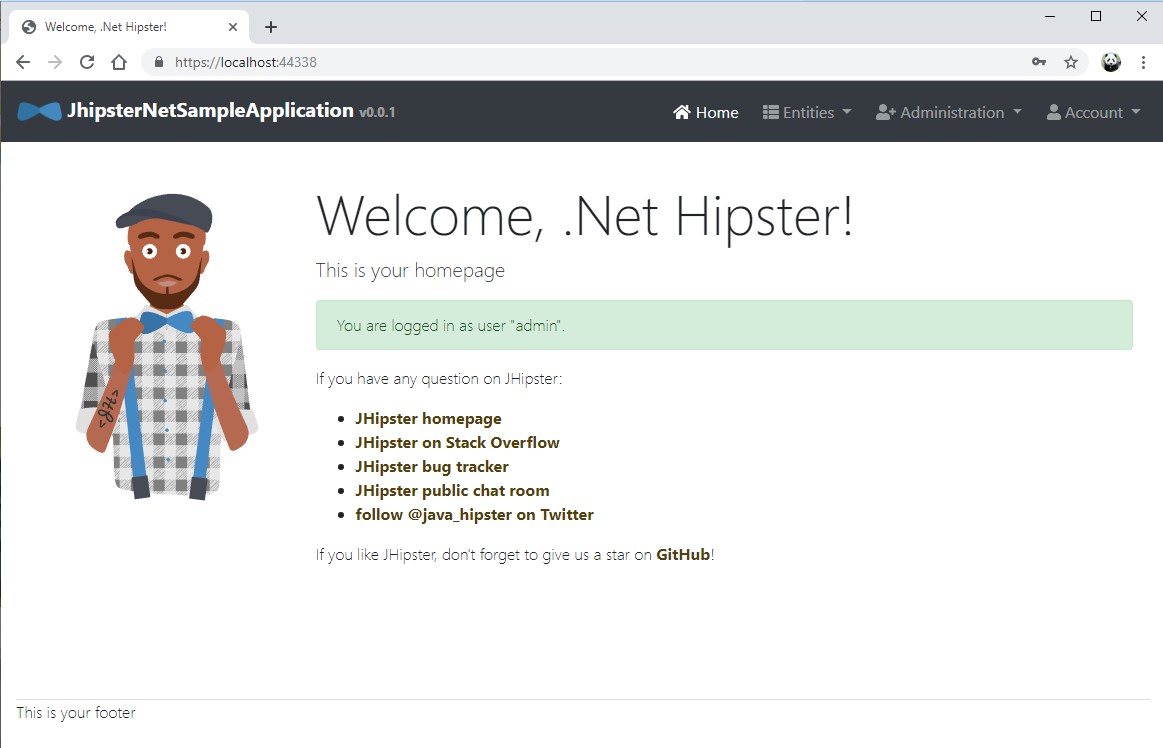 Welcome, .Net Hipster!
https://localhost:44338
JhipsterNetSampleApplication v0.0.1
Home
Entities
Administration
Account
Welcome, .Net Hipster!
This is your homepage
You are logged in as user "admin".
If you have any question on JHipster:
JHipster homepage
JHipster on Stack Overflow
JHipster bug tracker
JHipster public chat room
follow @java_hipster on Twitter
If you like JHipster, don't forget to give us a star on GitHub!
<JH>
This is your footer